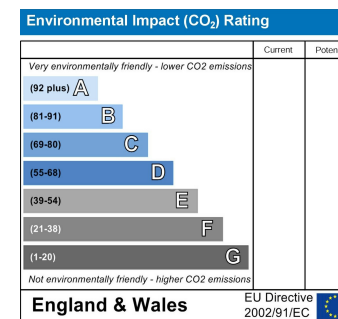 Environmental Impact (CO₂) Rating
Current Poten
Very environmentally friendly - lower CO2 emissions
(92 plus) A
(81-91) B
(69-80) C
(55-68) D
(39-54) E
(21-38) F
(1-20) G
Not environmentally friendly - higher CO2 emissions
England & Wales
EU Directive
2002/91/EC